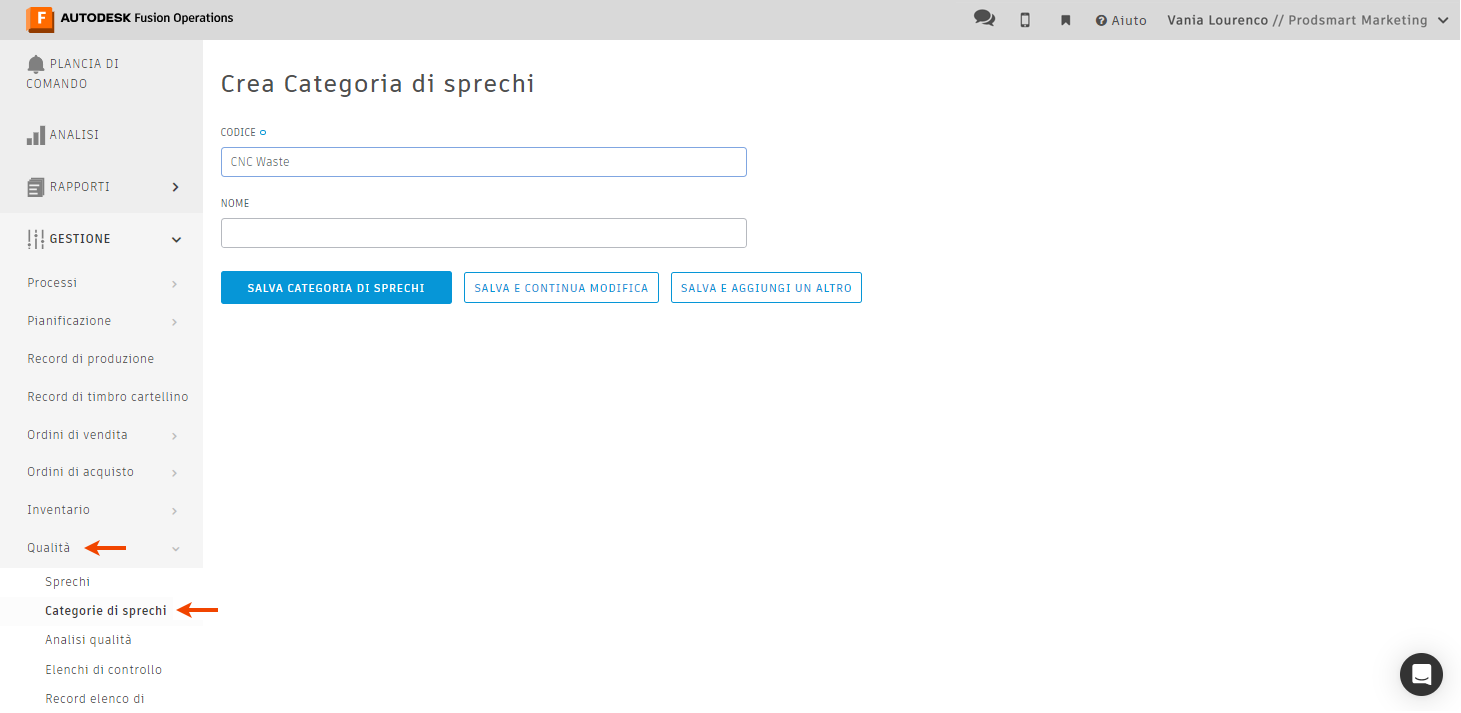 F AUTODESK Fusion Operations
Aiuto
Vania Lourenco // Prodsmart Marketing
PLANCIA DI
COMANDO
ANALISI
RAPPORTI
GESTIONE
Processi
Pianificazione
Record di produzione
Record di timbro cartellino
Ordini di vendita
Ordini di acquisto
Inventario
Qualità
Sprechi
Categorie di sprechi
Analisi qualità
Elenchi di controllo
Record elenco di
Crea Categoria di sprechi
CODICE
CNC Waste
NOME
SALVA CATEGORIA DI SPRECHI
SALVA E CONTINUA MODIFICA
SALVA E AGGIUNGI UN ALTRO